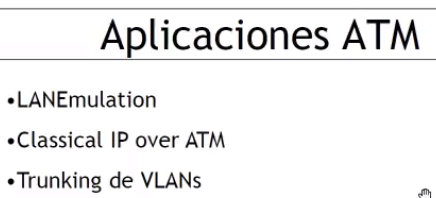 Aplicaciones ATM
•LANEmulation
•Classical IP over ATM
•Trunking de VLANs